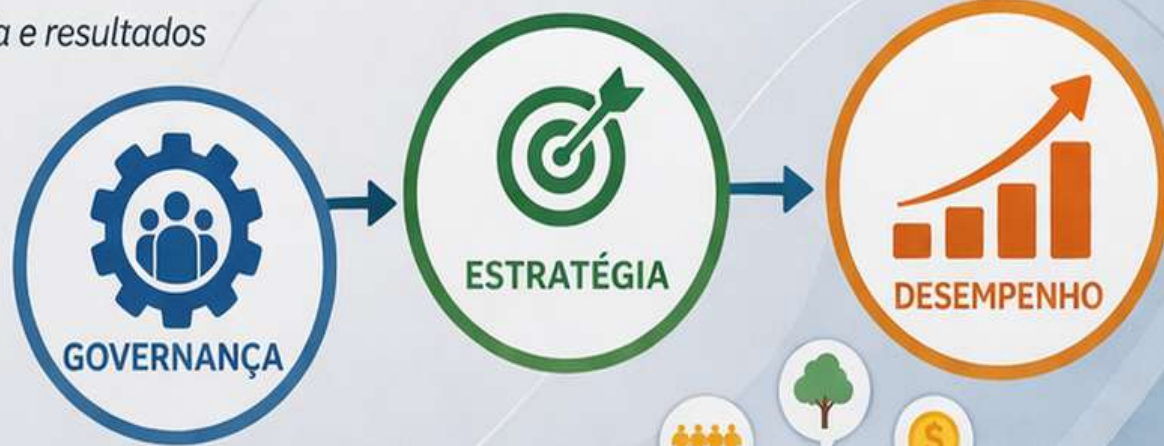 a e resultados
GOVERNANÇA
ESTRATÉGIA
DESEMPENHO
$